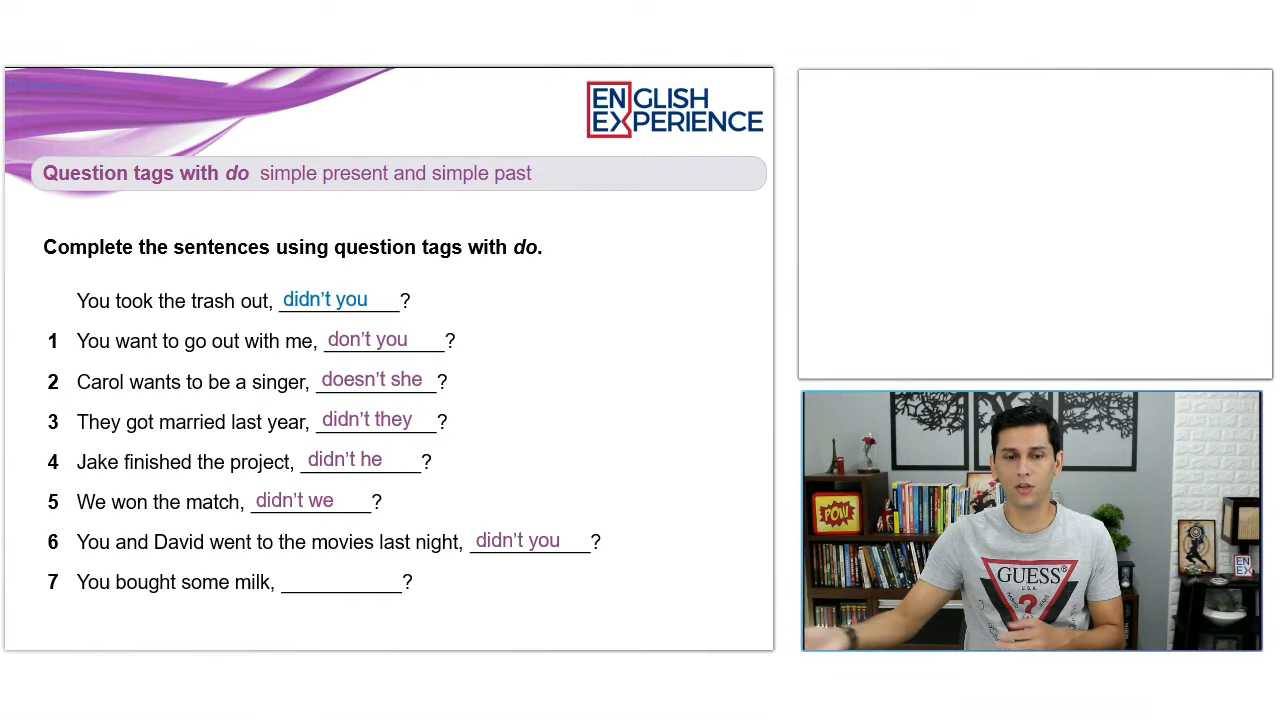 ENGLISH
EXPERIENCE
Question tags with do simple present and simple past
Complete the sentences using question tags with do.
You took the trash out, didn't you ?
1 You want to go out with me, don't you ?
2 Carol wants to be a singer, doesn't she ?
3 They got married last year, didn't they ?
4 Jake finished the project, didn't he ?
5 We won the match, didn't we ?
6 You and David went to the movies last night, didn't you ?
7 You bought some milk, ____________?
POW
GUESS®
U.S.A.
?
EN
EX